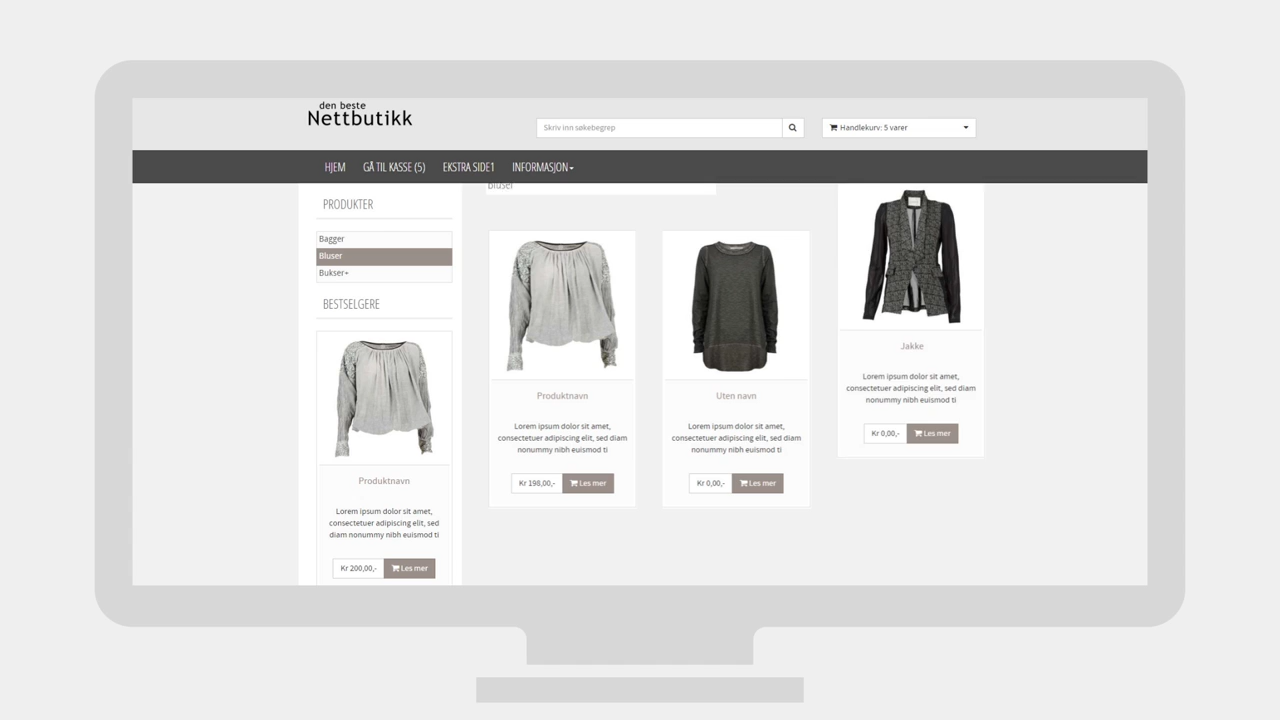 den beste
Nettbutikk
Skriv inn søkebegrep
Handlekurv: 5 varer
HJEM
GÅ TIL KASSE (5)
EKSTRA SIDE1
INFORMASJON
PRODUKTER
Bagger
Bluser
Bukser
BESTSELGERE
Produktnavn
Lorem ipsum dolor sit amet,
consectetuer adipiscing elit, sed
diam nonummy nibh euismod ti
Kr 200,00,-
Les mer
Bluser
Produktnavn
Lorem ipsum dolor sit amet,
consectetuer adipiscing elit, sed diam
nonummy nibh euismod ti
Kr 198,00,-
Les mer
Uten navn
Lorem ipsum dolor sit amet,
consectetuer adipiscing elit, sed diam
nonummy nibh euismod ti
Kr 0,00,-
Les mer
Jakke
Lorem ipsum dolor sit amet,
consectetuer adipiscing elit, sed diam
nonummy nibh euismod ti
Kr 0,00,-
Les mer